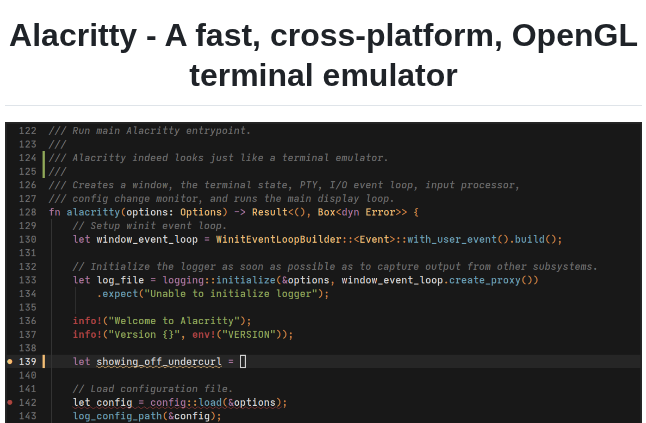 Alacritty - A fast, cross-platform, OpenGL
terminal emulator
122 /// Run main Alacritty entrypoint.
123 ///
124 /// Alacritty indeed looks just like a terminal emulator.
125 ///
126 /// Creates a window, the terminal state, PTY, I/O event loop, input processor,
127 /// config change monitor, and runs the main display loop.
128 fn alacritty(options: Options) -> Result<(), Box<dyn Error>> {
129     // Setup winit event loop.
130     let window_event_loop = WinitEventLoopBuilder::<Event>::with_user_event().build();
131
132     // Initialize the logger as soon as possible as to capture output from other subsystems.
133     let log_file = logging::initialize(&options, window_event_loop.create_proxy())
134         .expect("Unable to initialize logger");
135
136     info!("Welcome to Alacritty");
137     info!("Version {}", env!("VERSION"));
138
139     let showing_off_undercurl =
140
141     // Load configuration file.
142     let config = config::load(&options);
143     log_config_path(&config);